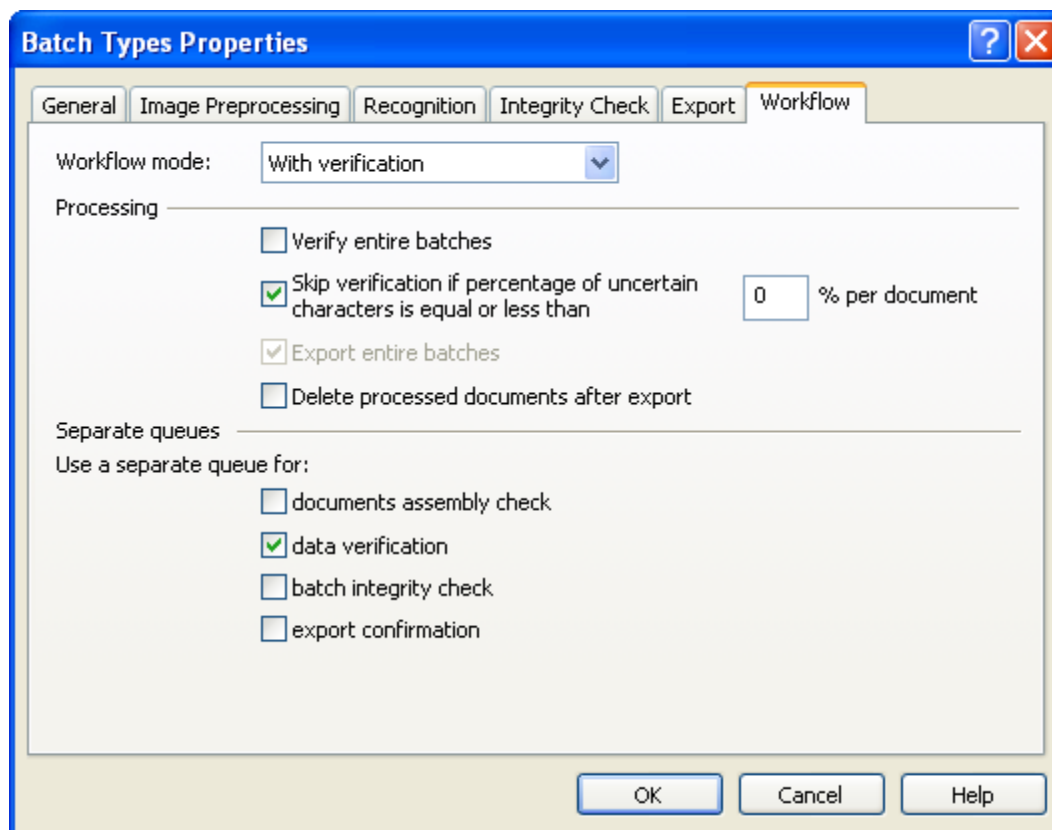 Batch Types Properties
General Image Preprocessing Recognition Integrity Check Export Workflow
Workflow mode: With verification
Processing
Verify entire batches
Skip verification if percentage of uncertain
characters is equal or less than 0 % per document
Export entire batches
Delete processed documents after export
Separate queues
Use a separate queue for:
documents assembly check
data verification
batch integrity check
export confirmation
OK Cancel Help